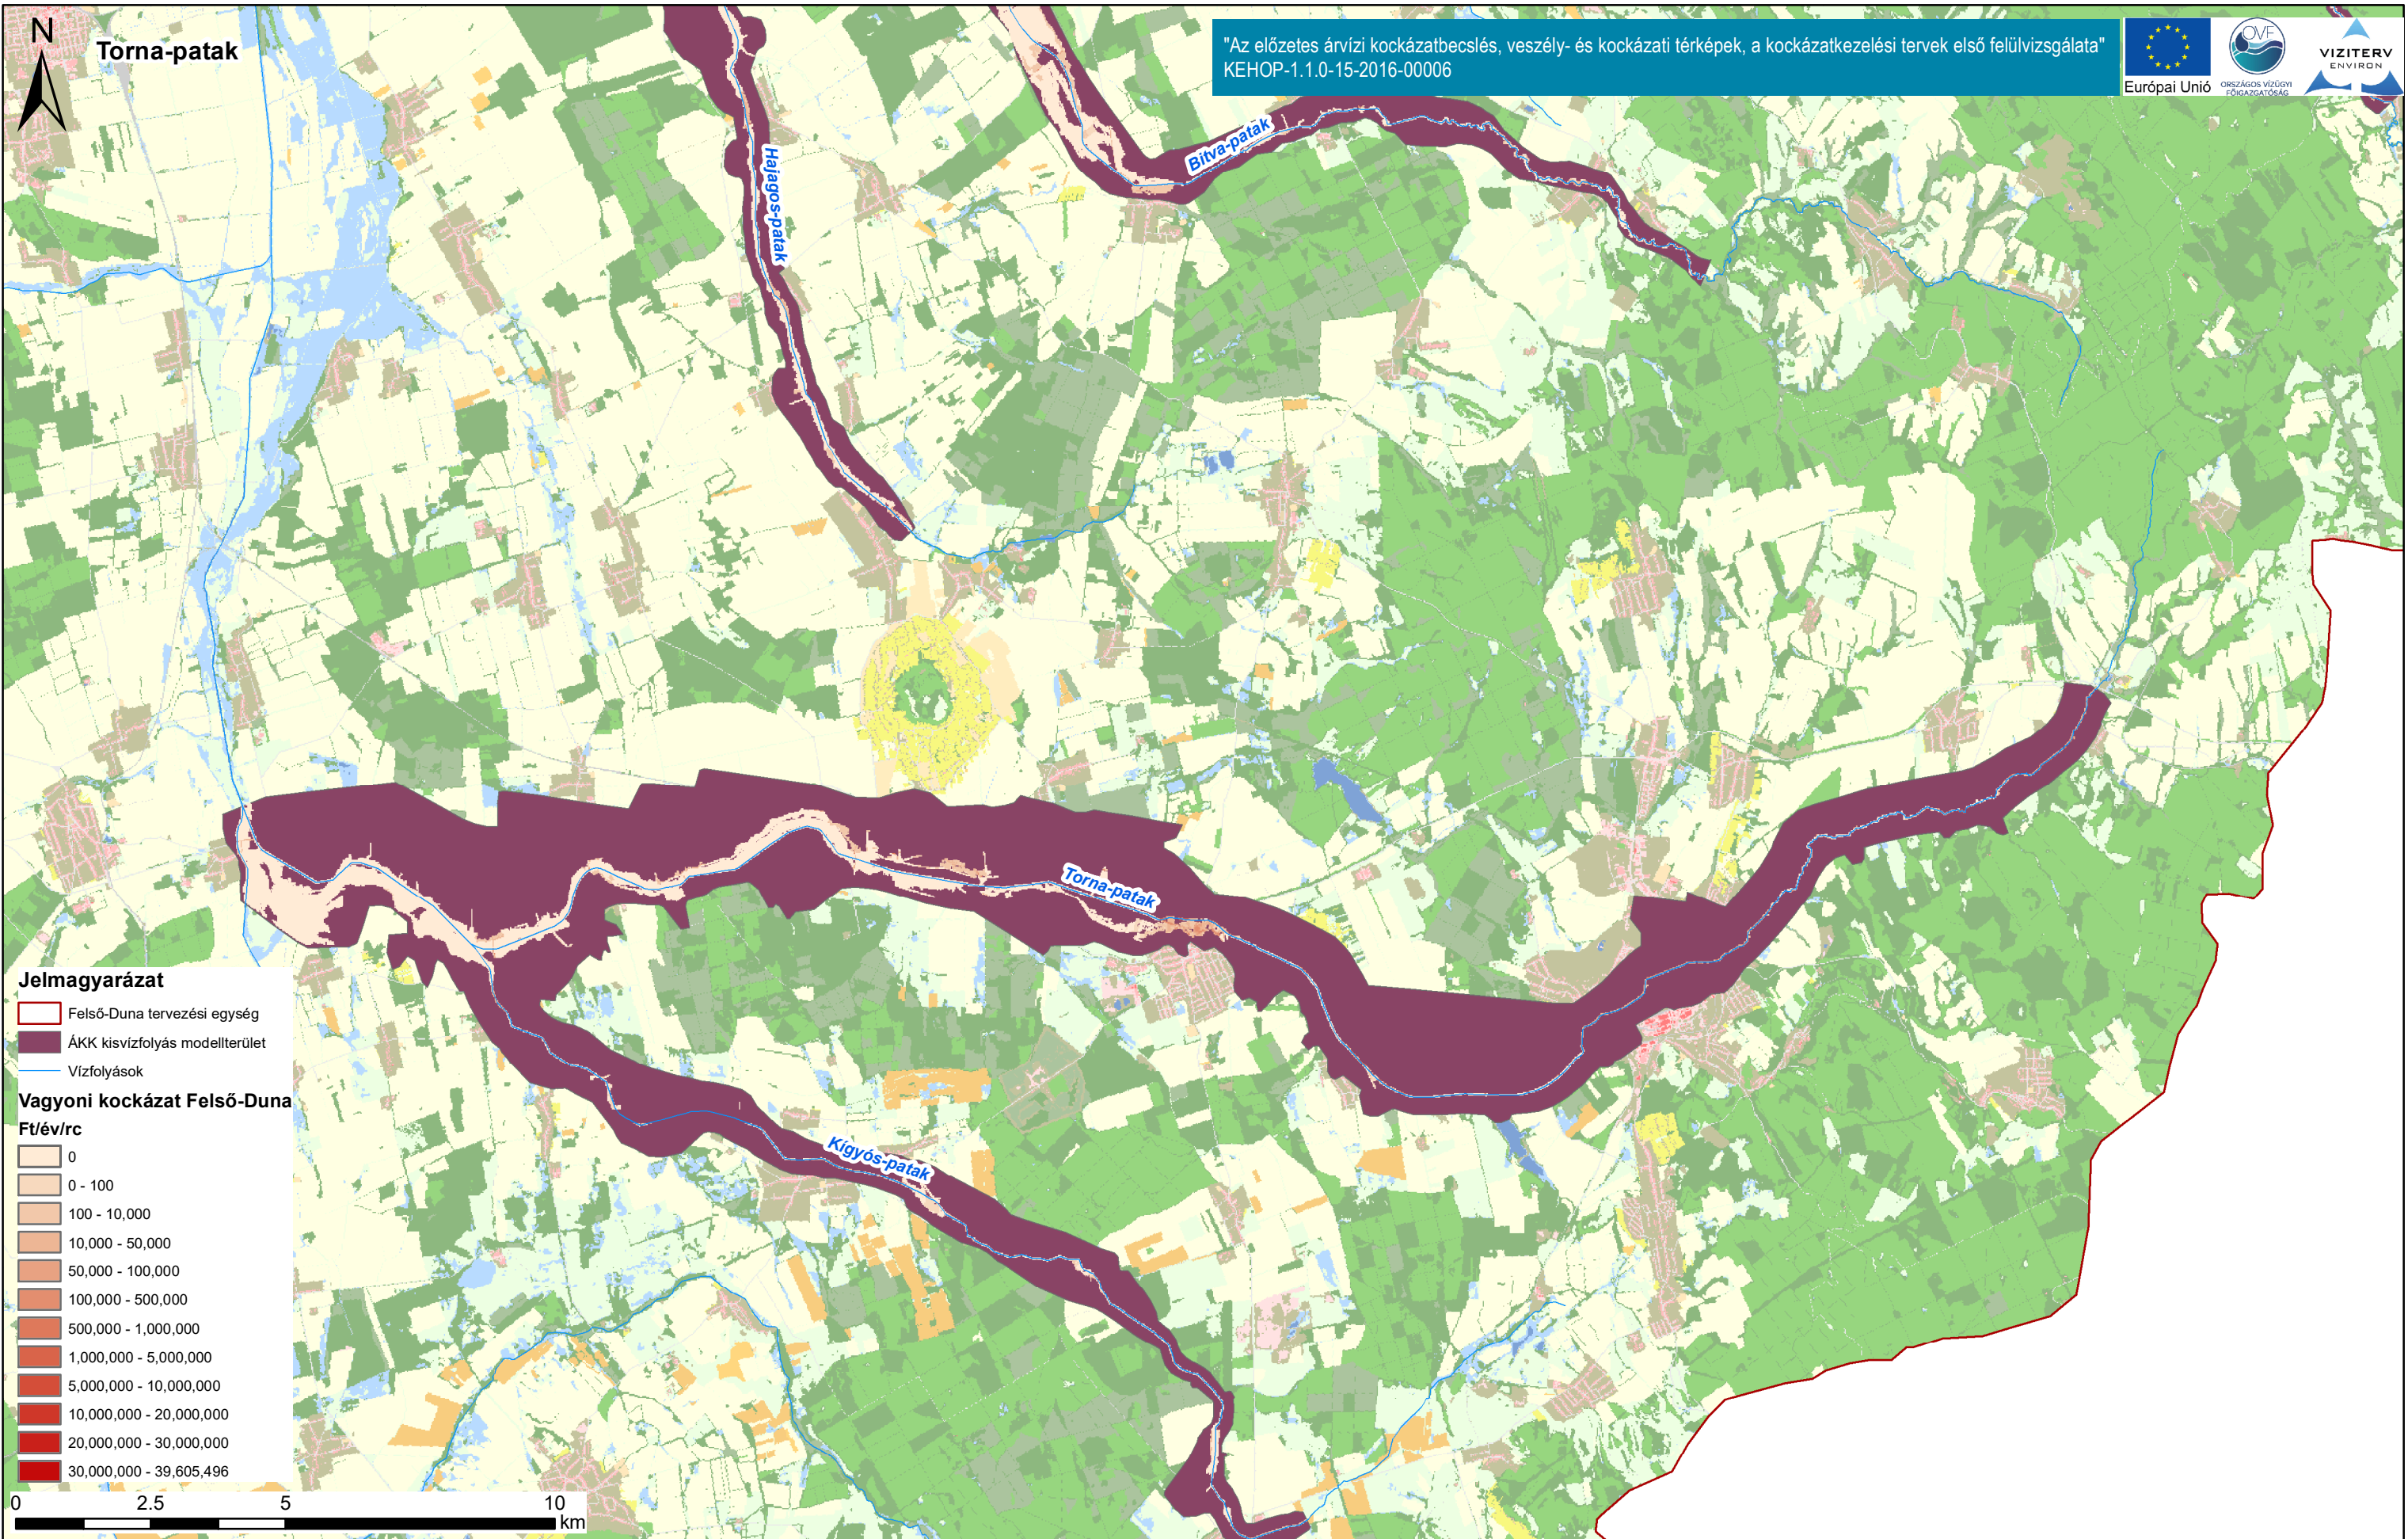 N
Torna-patak
"Az előzetes árvízi kockázatbecslés, veszély- és kockázati térképek, a kockázatkezelési tervek első felülvizsgálata"
KEHOP-1.1.0-15-2016-00006
Európai Unió
OVF
ORSZÁGOS VÍZÜGYI
FŐIGAZGATÓSÁG
VIZITERV
ENVIRON
Bitva-patak
Hajagos-patak
Torna-patak
Kígyós-patak
Jelmagyarázat
Felső-Duna tervezési egység
ÁKK kisvízfolyás modellterület
Vízfolyások
Vagyoni kockázat Felső-Duna
Ft/év/rc
0
0 - 100
100 - 10,000
10,000 - 50,000
50,000 - 100,000
100,000 - 500,000
500,000 - 1,000,000
1,000,000 - 5,000,000
5,000,000 - 10,000,000
10,000,000 - 20,000,000
20,000,000 - 30,000,000
30,000,000 - 39,605,496
0 2.5 5 10
km